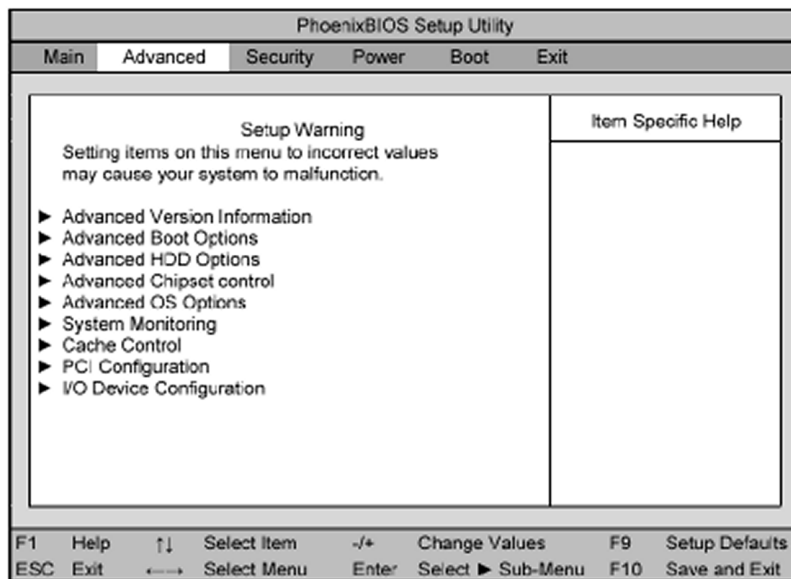 PhoenixBIOS Setup Utility
Main Advanced Security Power Boot Exit
Setup Warning
Setting items on this menu to incorrect values
may cause your system to malfunction.
► Advanced Version Information
► Advanced Boot Options
► Advanced HDD Options
► Advanced Chipset control
► Advanced OS Options
► System Monitoring
► Cache Control
► PCI Configuration
► I/O Device Configuration
Item Specific Help
F1 Help ↑↓ Select Item -/+ Change Values F9 Setup Defaults
ESC Exit ←→ Select Menu Enter Select ► Sub-Menu F10 Save and Exit